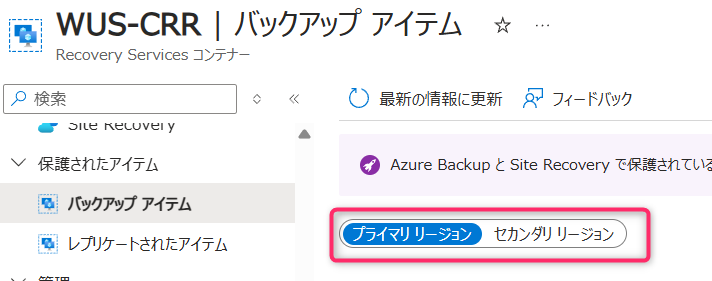 WUS-CRR | バックアップ アイテム
Recovery Services コンテナー
検索
最新の情報に更新
フィードバック
Site Recovery
保護されたアイテム
バックアップ アイテム
レプリケートされたアイテム
管理
Azure Backup と Site Recovery で保護されている
プライマリ リージョン
セカンダリ リージョン